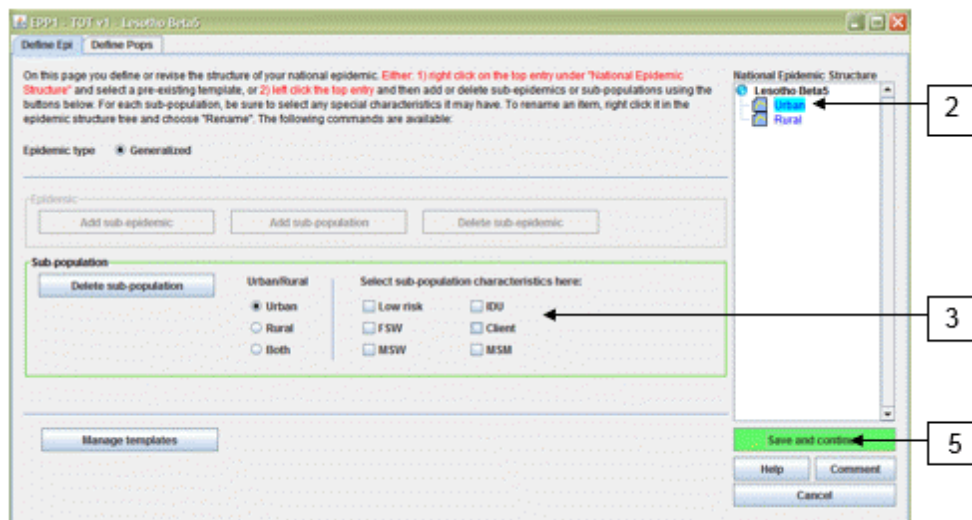 EPP1 - TDT v1 - Lesotho Beta5
Define Epi Define Pops
On this page you define or revise the structure of your national epidemic. Either: 1) right click on the top entry under "National Epidemic
Structure" and select a pre-existing template, or 2) left click the top entry and then add or delete sub-epidemics or sub-populations using the
buttons below. For each sub-population, be sure to select any special characteristics it may have. To rename an item, right click it in the
epidemic structure tree and choose "Rename". The following commands are available:
Epidemic type Generalized
Epidemic
Add sub-epidemic Add sub-population Delete sub-epidemic
Sub-population
Delete sub-population
Urban/Rural
Urban
Rural
Both
Select sub-population characteristics here:
Low risk IDU
FSW Client
MSW MSM
Manage templates
National Epidemic Structure
Lesotho Beta5
Urban
Rural
Save and continue
Help Comment
Cancel
2
3
5